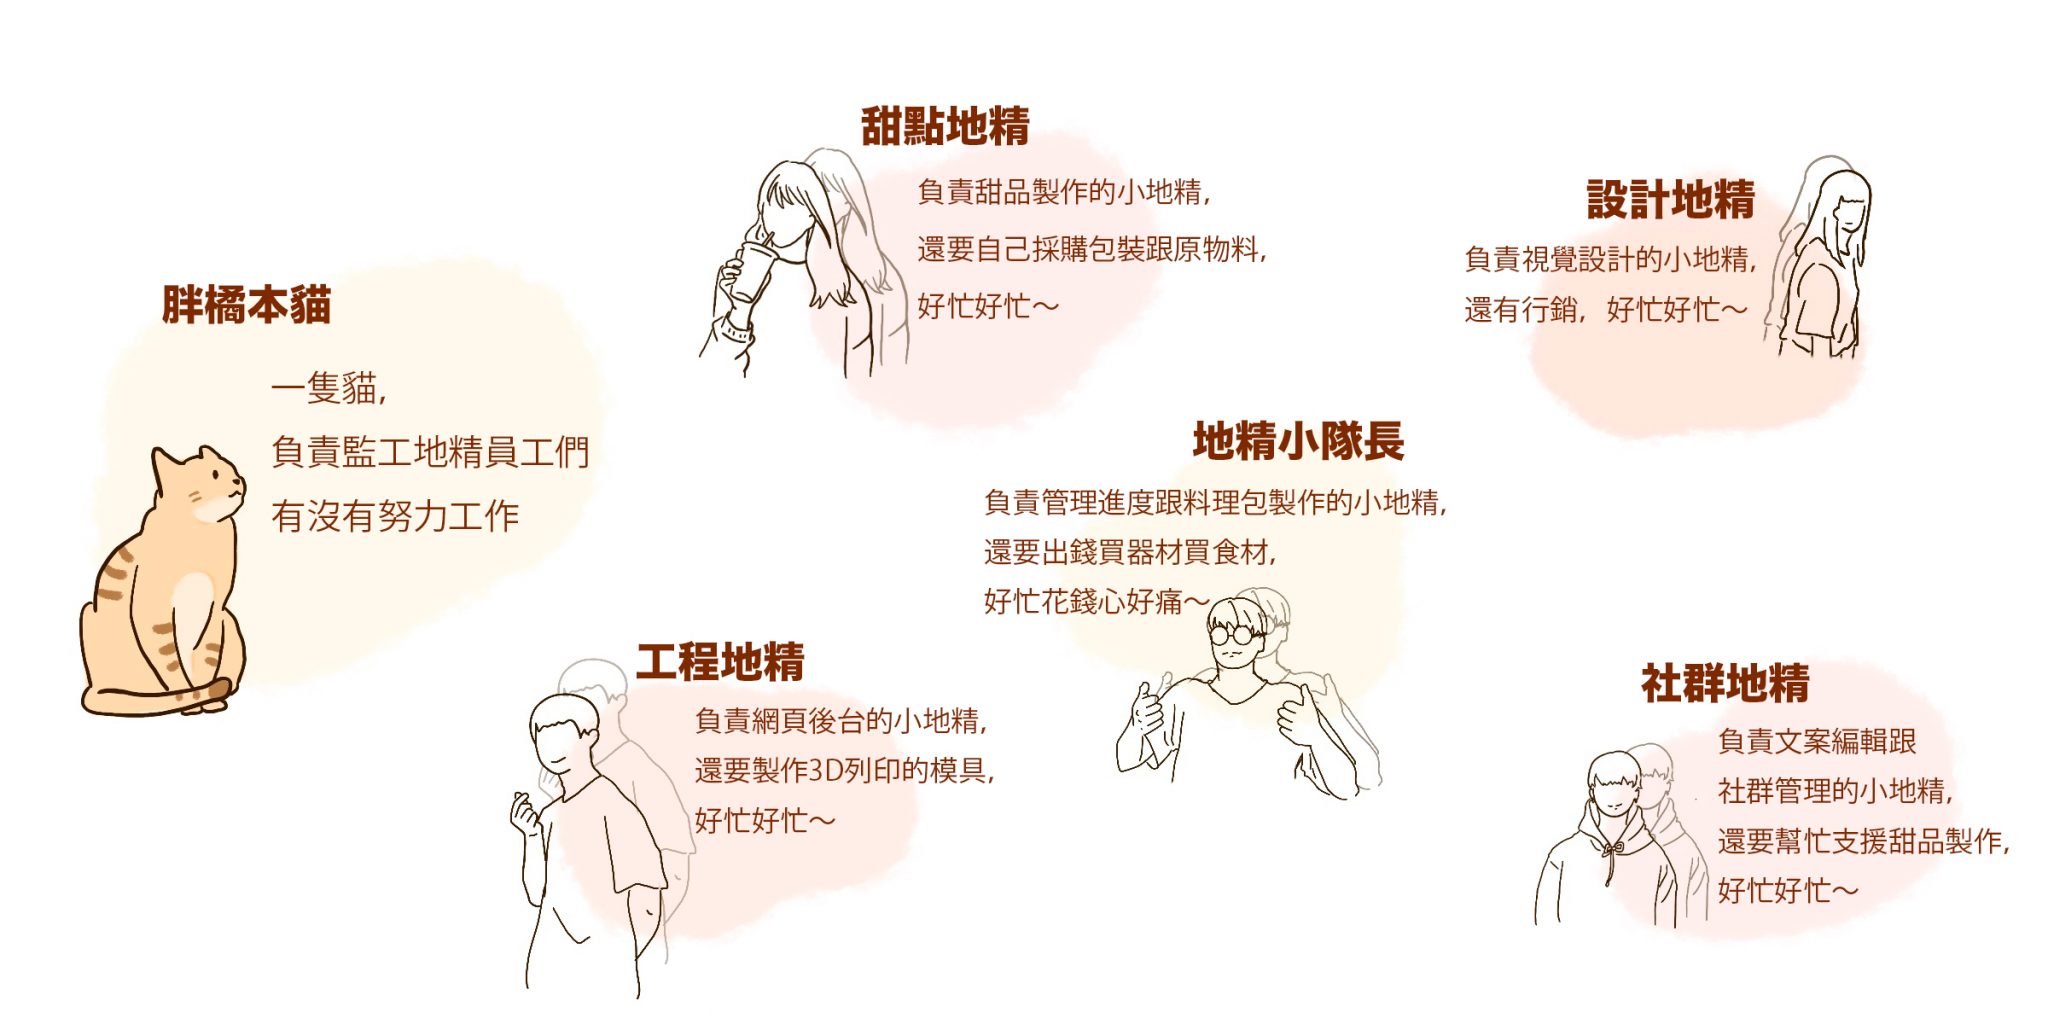 胖橘本貓
一隻貓,
負責監工地精員工們
有沒有努力工作
甜點地精
負責甜品製作的小地精,
還要自己採購包裝跟原物料,
好忙好忙～
設計地精
負責視覺設計的小地精,
還有行銷, 好忙好忙～
地精小隊長
負責管理進度跟料理包製作的小地精,
還要出錢買器材買食材,
好忙花錢心好痛～
工程地精
負責網頁後台的小地精,
還要製作3D列印的模具,
好忙好忙～
社群地精
負責文案編輯跟
社群管理的小地精,
還要幫忙支援甜品製作,
好忙好忙～